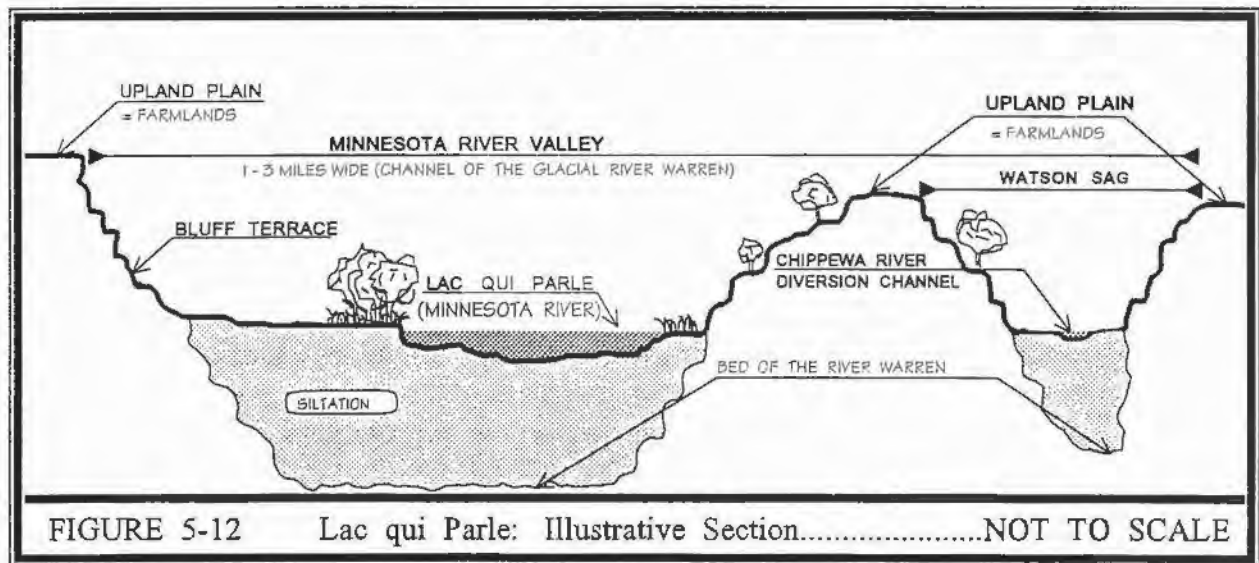 UPLAND PLAIN
= FARMLANDS
UPLAND PLAIN
= FARMLANDS
MINNESOTA RIVER VALLEY
1 - 3 MILES WIDE (CHANNEL OF THE GLACIAL RIVER WARREN)
WATSON SAG
BLUFF TERRACE
LAC QUI PARLE
(MINNESOTA RIVER)
CHIPPEWA RIVER
DIVERSION CHANNEL
BED OF THE RIVER WARREN
SILTATION
FIGURE 5-12 Lac qui Parle: Illustrative Section.....................NOT TO SCALE